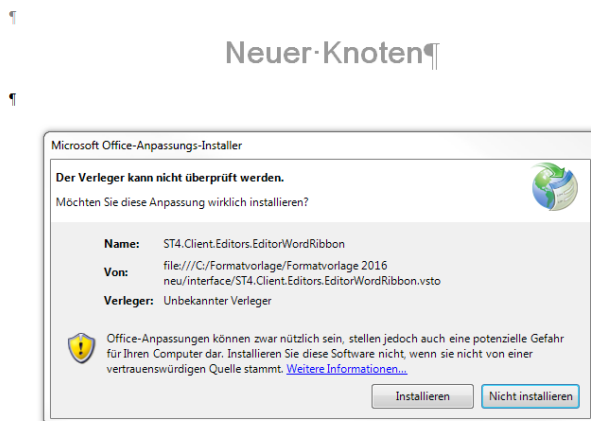 ¶
Neuer·Knoten¶
¶
Microsoft Office-Anpassungs-Installer
Der Verleger kann nicht überprüft werden.
Möchten Sie diese Anpassung wirklich installieren?
Name: ST4.Client.Editors.EditorWordRibbon
Von: file:///C:/Formatvorlage/Formatvorlage 2016
neu/interface/ST4.Client.Editors.EditorWordRibbon.vsto
Verleger: Unbekannter Verleger
Office-Anpassungen können zwar nützlich sein, stellen jedoch auch eine potenzielle Gefahr
für Ihren Computer dar. Installieren Sie diese Software nicht, wenn sie nicht von einer
vertrauenswürdigen Quelle stammt. Weitere Informationen...
Installieren Nicht installieren